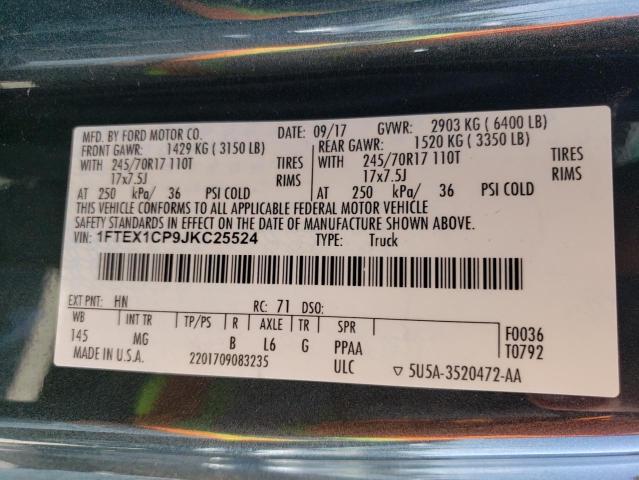 MFD. BY FORD MOTOR CO. DATE: 09/17 GVWR: 2903 KG ( 6400 LB)
FRONT GAWR: 1429 KG ( 3150 LB) REAR GAWR: 1520 KG ( 3350 LB)
WITH 245/70R17 110T TIRES WITH 245/70R17 110T TIRES
17x7.5J RIMS 17x7.5J RIMS
AT 250 kPa/ 36 PSI COLD AT 250 kPa/ 36 PSI COLD
THIS VEHICLE CONFORMS TO ALL APPLICABLE FEDERAL MOTOR VEHICLE
SAFETY STANDARDS IN EFFECT ON THE DATE OF MANUFACTURE SHOWN ABOVE.
VIN: 1FTEX1CP9JKC25524 TYPE: Truck
EXT PNT: HN RC: 71 DSO:
WB INT TR TP/PS R AXLE TR SPR F0036
145 MG B L6 G PPAA T0792
MADE IN U.S.A. 2201709083235 ULC ▽ 5U5A-3520472-AA